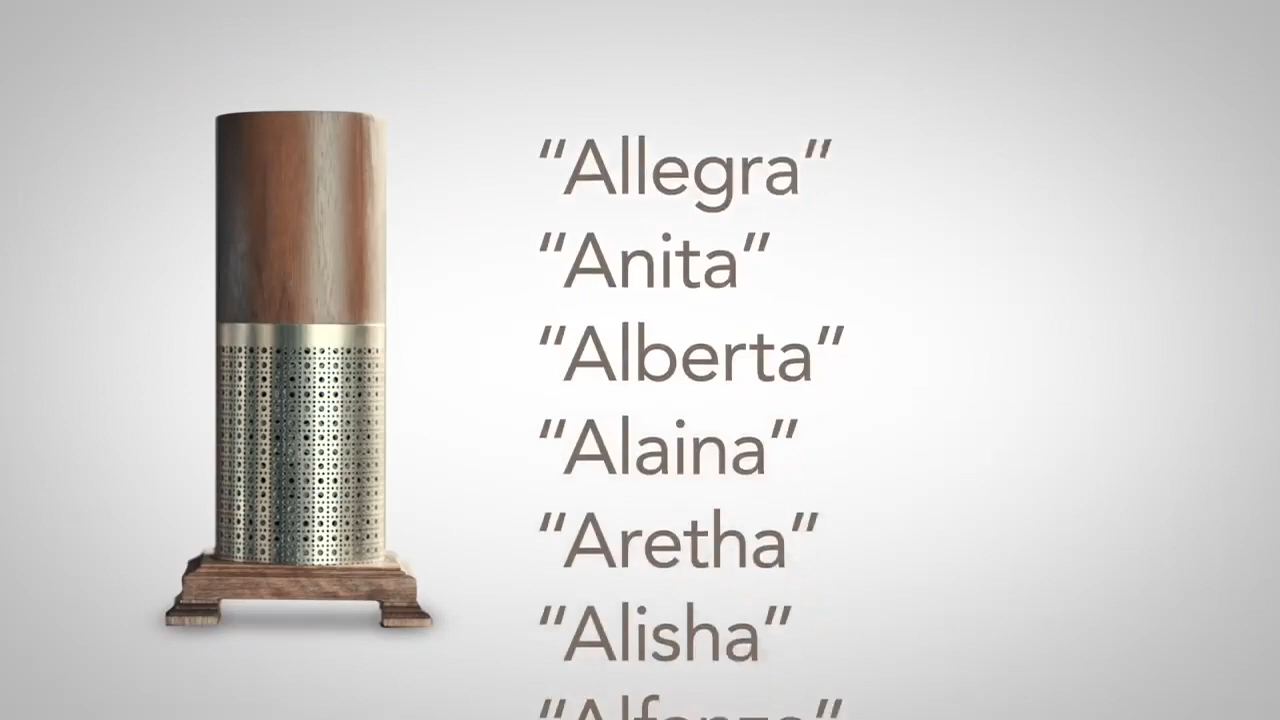 “Allegra”
“Anita”
“Alberta”
“Alaina”
“Aretha”
“Alisha”